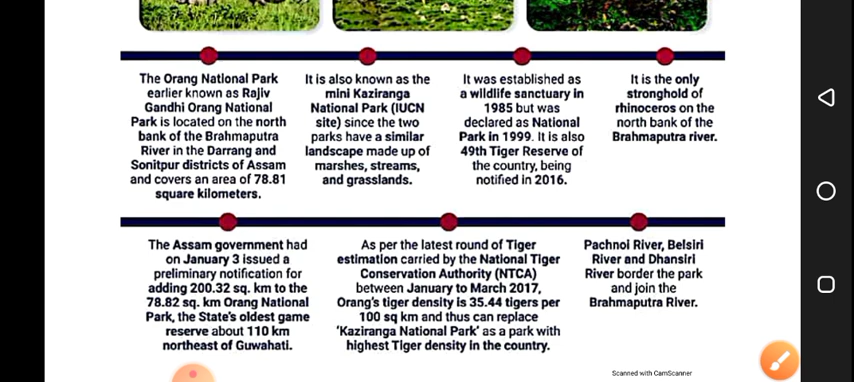 The Orang National Park
earlier known as Rajiv
Gandhi Orang National
Park is located on the north
bank of the Brahmaputra
River in the Darrang and
Sonitpur districts of Assam
and covers an area of 78.81
square kilometers.
It is also known as the
mini Kaziranga
National Park (IUCN
site) since the two
parks have a similar
landscape made up of
marshes, streams,
and grasslands.
It was established as
a wildlife sanctuary in
1985 but was
declared as National
Park in 1999. It is also
49th Tiger Reserve of
the country, being
notified in 2016.
It is the only
stronghold of
rhinoceros on the
north bank of the
Brahmaputra river.
The Assam government had
on January 3 issued a
preliminary notification for
adding 200.32 sq. km to the
78.82 sq. km Orang National
Park, the State's oldest game
reserve about 110 km
northeast of Guwahati.
As per the latest round of Tiger
estimation carried by the National Tiger
Conservation Authority (NTCA)
between January to March 2017,
Orang's tiger density is 35.44 tigers per
100 sq km and thus can replace
'Kaziranga National Park' as a park with
highest Tiger density in the country.
Pachnoi River, Belsiri
River and Dhansiri
River border the park
and join the
Brahmaputra River.
Scanned with CamScanner